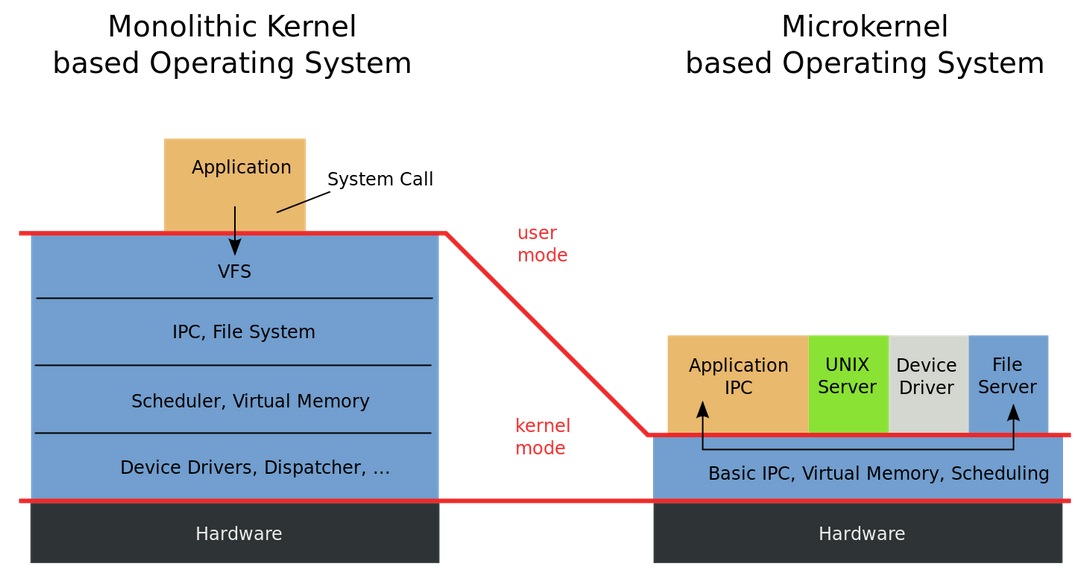 Monolithic Kernel
based Operating System
Microkernel
based Operating System
Application
System Call
VFS
IPC, File System
Scheduler, Virtual Memory
Device Drivers, Dispatcher, ...
Hardware
user
mode
kernel
mode
Application
IPC
UNIX
Server
Device
Driver
File
Server
Basic IPC, Virtual Memory, Scheduling
Hardware